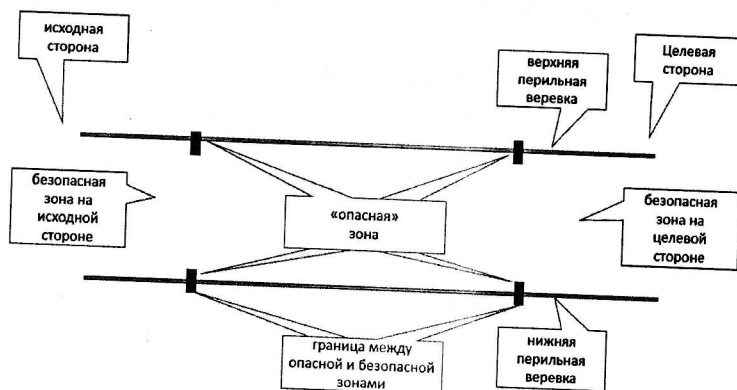 исходная
сторона
верхняя
перильная
веревка
Целевая
сторона
безопасная
зона на
исходной
стороне
«опасная»
зона
безопасная
зона на
целевой
стороне
граница между
опасной и безопасной
зонами
нижняя
перильная
веревка